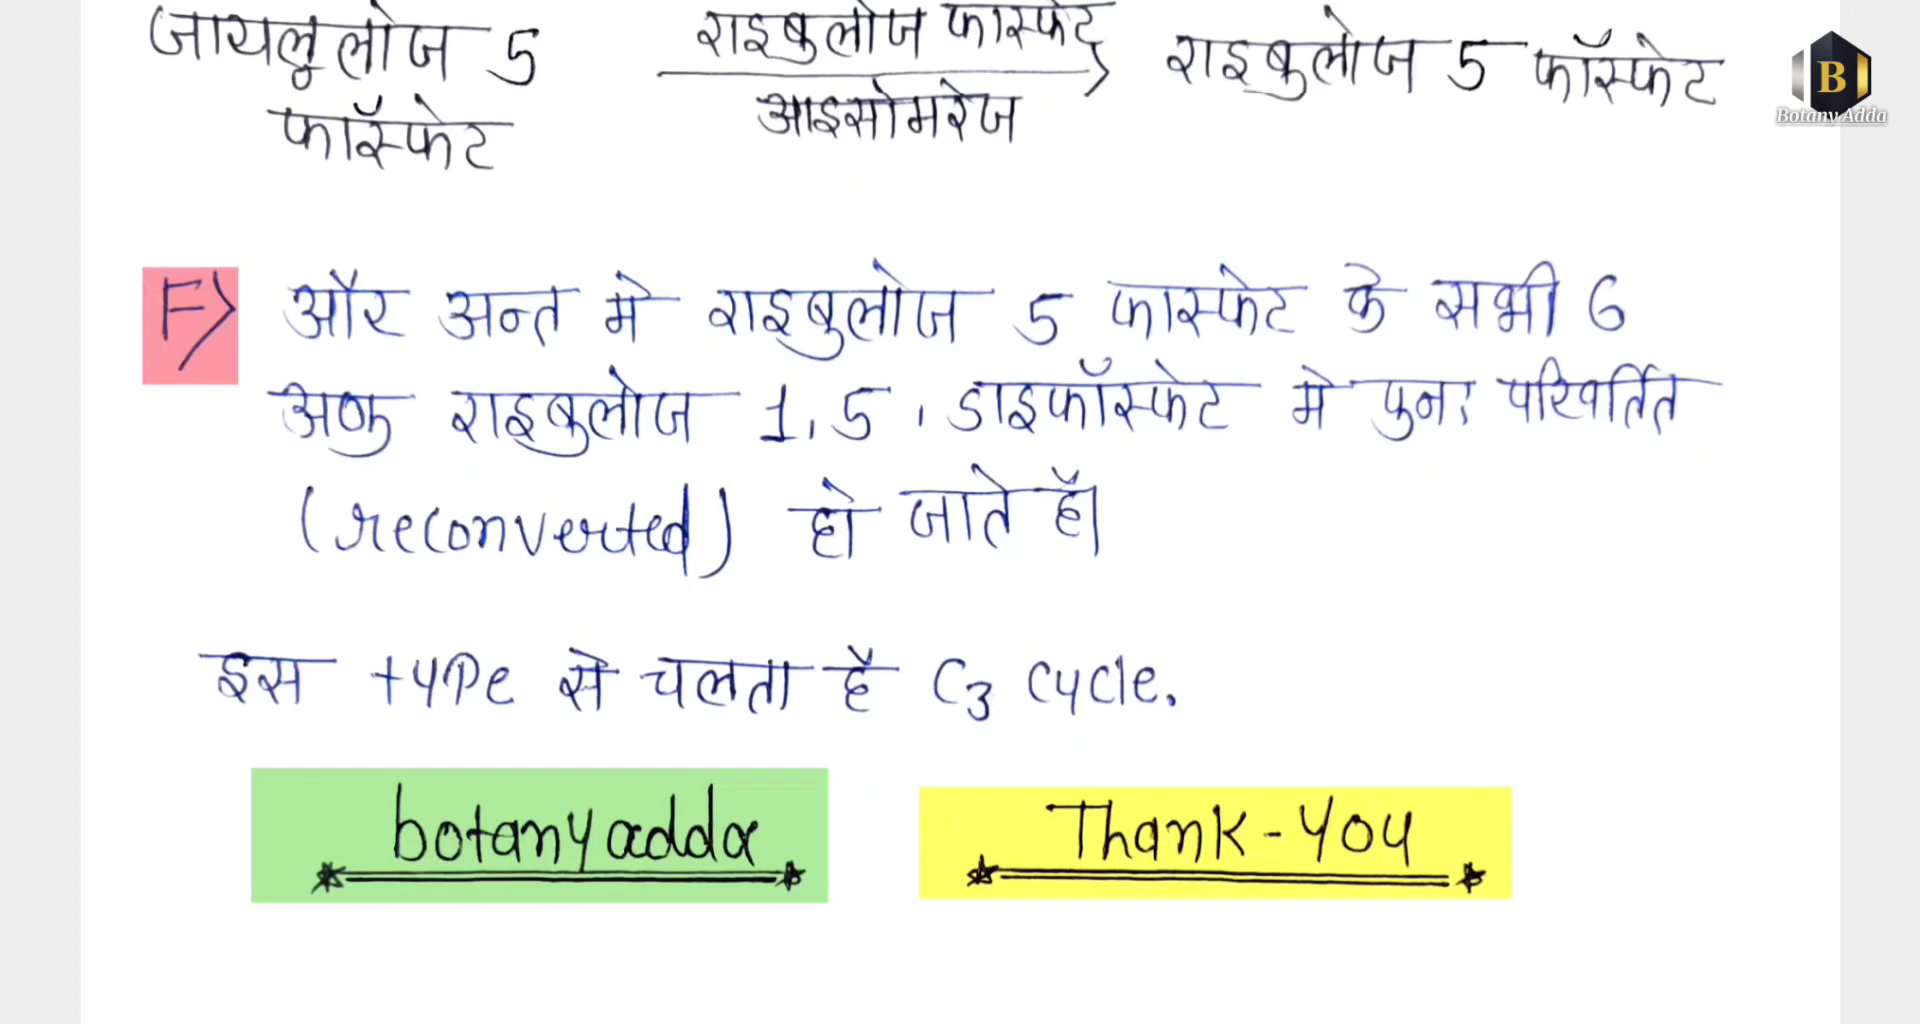 जायलुलोज 5 राइबुलोज फास्फेट राइबुलोज 5 फॉस्फेट
फॉस्फेट आइसोमरेज
B
Botany Adda
F) और अन्त मे राइबुलोज 5 फास्फेट के सभी 6
अणु राइबुलोज 1,5, डाइफॉस्फेट मे पुनः परिवर्तित
(reconverted) हो जाते है।
इस type से चलता है C3 cycle.
botanyadda Thank-You